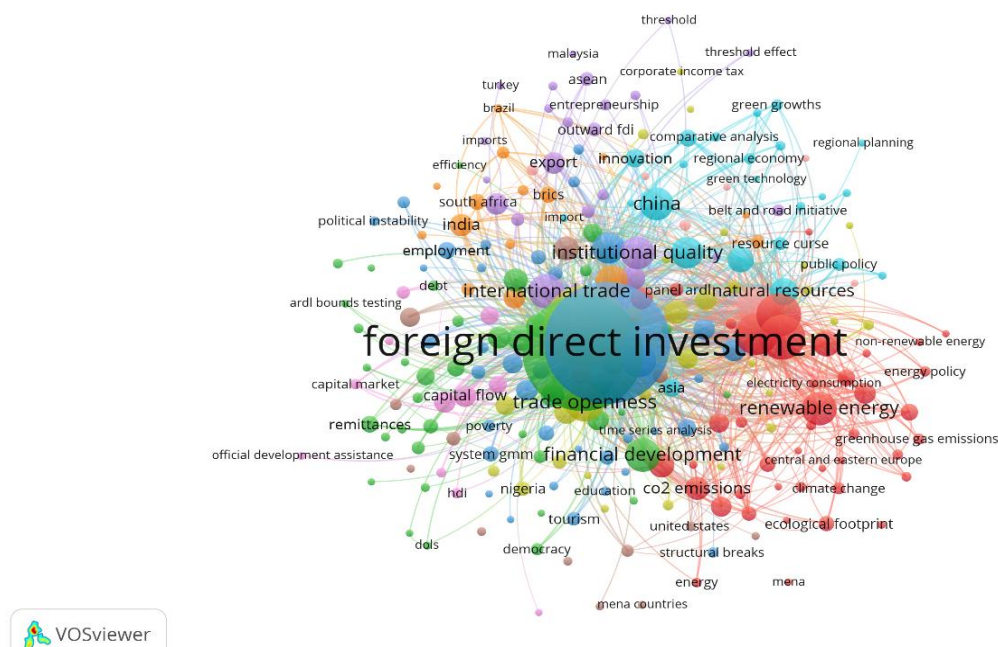 threshold
malaysia
threshold effect
asean
corporate income tax
turkey
brazil
entrepreneurship
green growths
imports
outward fdi
comparative analysis
regional planning
efficiency
export
innovation
regional economy
green technology
south africa
brics
china
belt and road initiative
political instability
india
import
employment
institutional quality
resource curse
public policy
debt
international trade
panel ardl
natural resources
ardl bounds testing
foreign direct investment
non-renewable energy
energy policy
capital market
capital flow
asia
electricity consumption
trade openness
renewable energy
remittances
poverty
time series analysis
greenhouse gas emissions
official development assistance
system gmm
financial development
central and eastern europe
hdi
nigeria
education
co2 emissions
climate change
tourism
united states
ecological footprint
dols
democracy
structural breaks
energy
mena
mena countries
VOSviewer